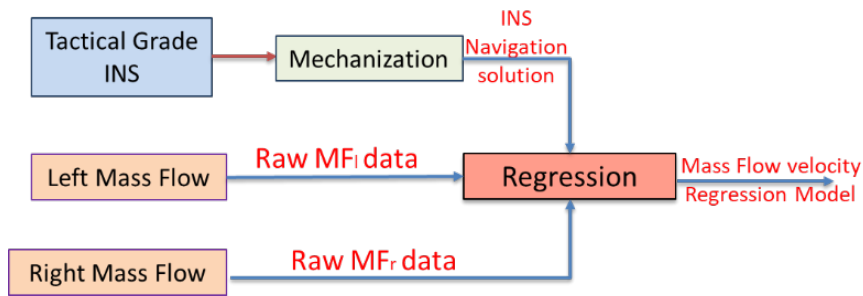 Tactical Grade
INS
Mechanization
INS
Navigation
solution
Left Mass Flow
Raw MFl data
Regression
Mass Flow velocity
Regression Model
Right Mass Flow
Raw MFr data